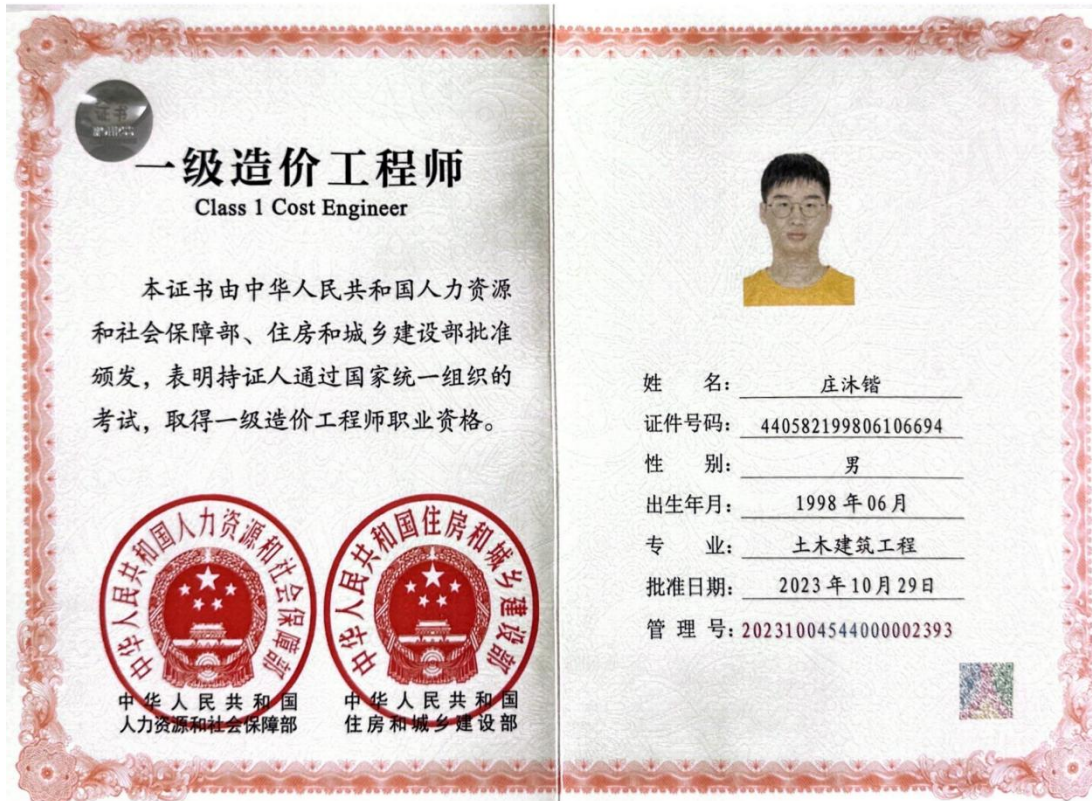 证书
一级造价工程师
Class 1 Cost Engineer
本证书由中华人民共和国人力资源
和社会保障部、住房和城乡建设部批准
颁发，表明持证人通过国家统一组织的
考试，取得一级造价工程师职业资格。
中华人民共和国人力资源和社会保障部
中华人民共和国住房和城乡建设部
中华人民共和国
人力资源和社会保障部
中华人民共和国
住房和城乡建设部
姓 名： 庄沐锴
证件号码： 440582199806106694
性 别： 男
出生年月： 1998年06月
专 业： 土木建筑工程
批准日期： 2023年10月29日
管 理 号： 20231004544000002393